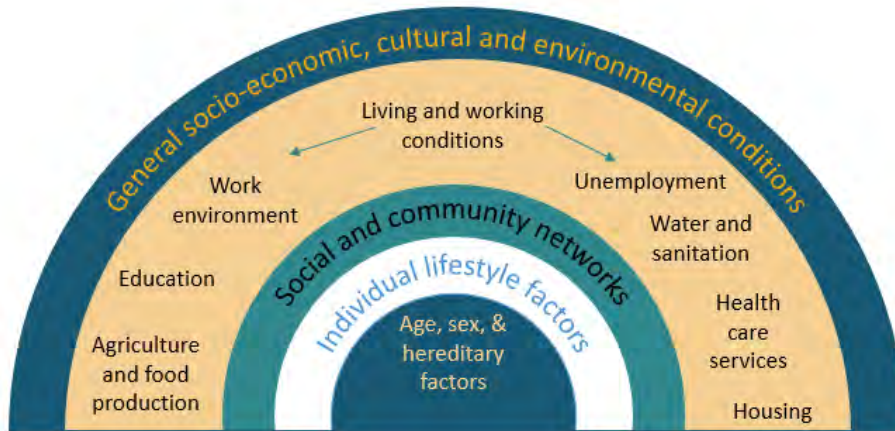 General socio-economic, cultural and environmental conditions
Living and working
conditions
Work
environment
Unemployment
Education
Water and
sanitation
Agriculture
and food
production
Health
care
services
Housing
Social and community networks
Individual lifestyle factors
Age, sex, &
hereditary
factors